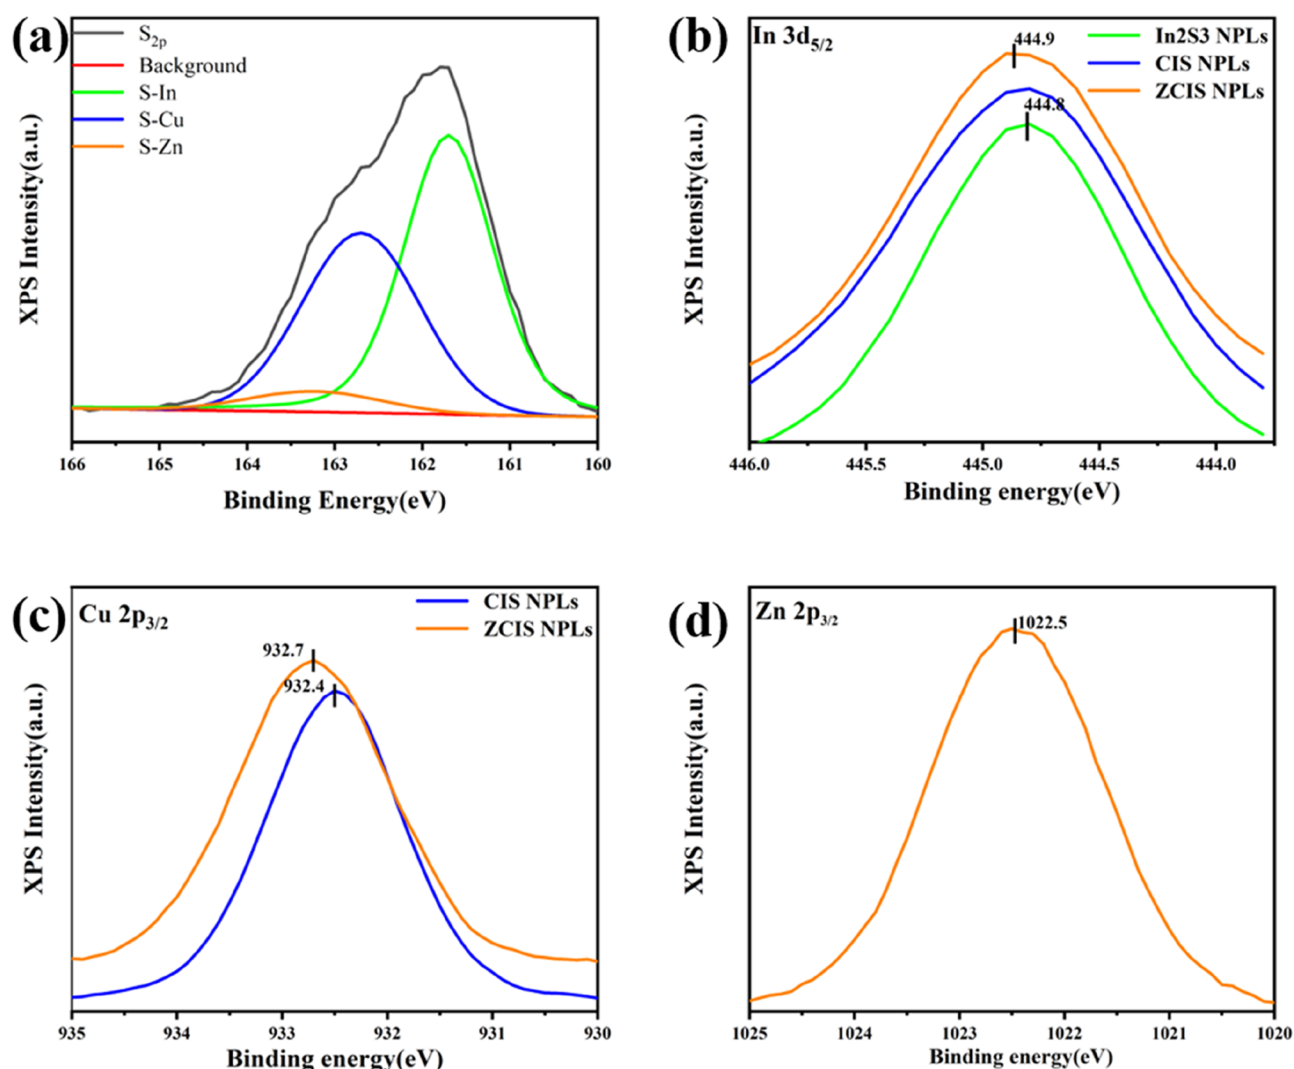 (a)
S2p
Background
S-In
S-Cu
S-Zn
XPS Intensity(a.u.)
166 165 164 163 162 161 160
Binding Energy(eV)
(b)
In 3d5/2
444.9
444.8
In2S3 NPLs
CIS NPLs
ZCIS NPLs
XPS Intensity(a.u.)
446.0 445.5 445.0 444.5 444.0
Binding energy(eV)
(c)
Cu 2p3/2
CIS NPLs
ZCIS NPLs
932.7
932.4
XPS Intensity(a.u.)
935 934 933 932 931 930
Binding energy(eV)
(d)
Zn 2p3/2
1022.5
XPS Intensity(a.u.)
1025 1024 1023 1022 1021 1020
Binding energy(eV)